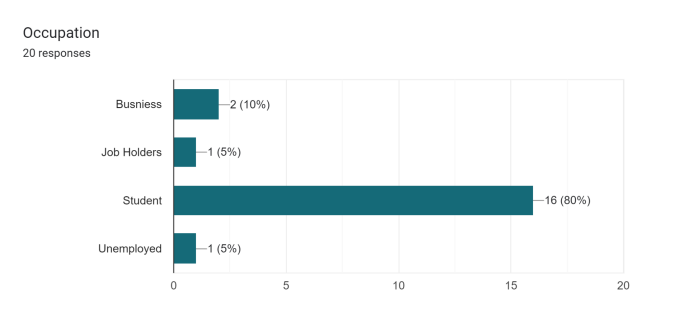 Occupation
20 responses
Busniess 2 (10%)
Job Holders 1 (5%)
Student 16 (80%)
Unemployed 1 (5%)
0 5 10 15 20